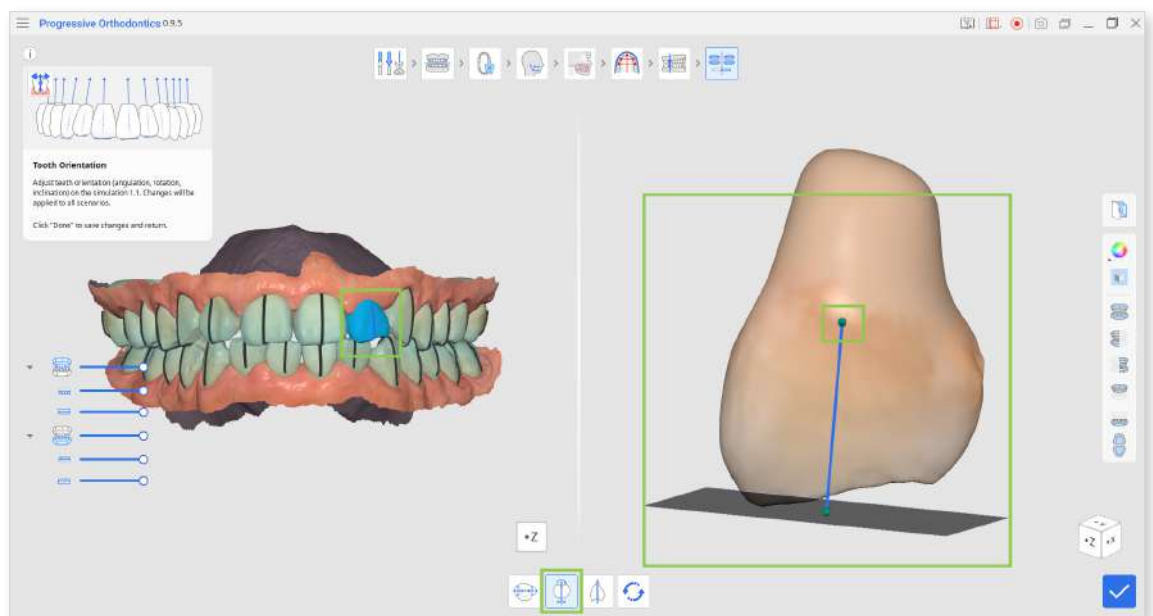 Progressive Orthodontics 0.9.5
Tooth Orientation
Adjust teeth orientation (angulation, rotation,
inclination) on the simulation 1.1. Changes will be
applied to all scenarios.
Click "Done" to save changes and return.
+Z
+Z